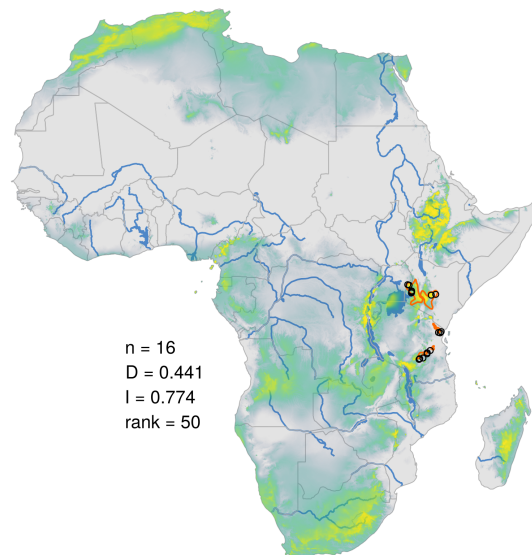 n = 16
D = 0.441
I = 0.774
rank = 50